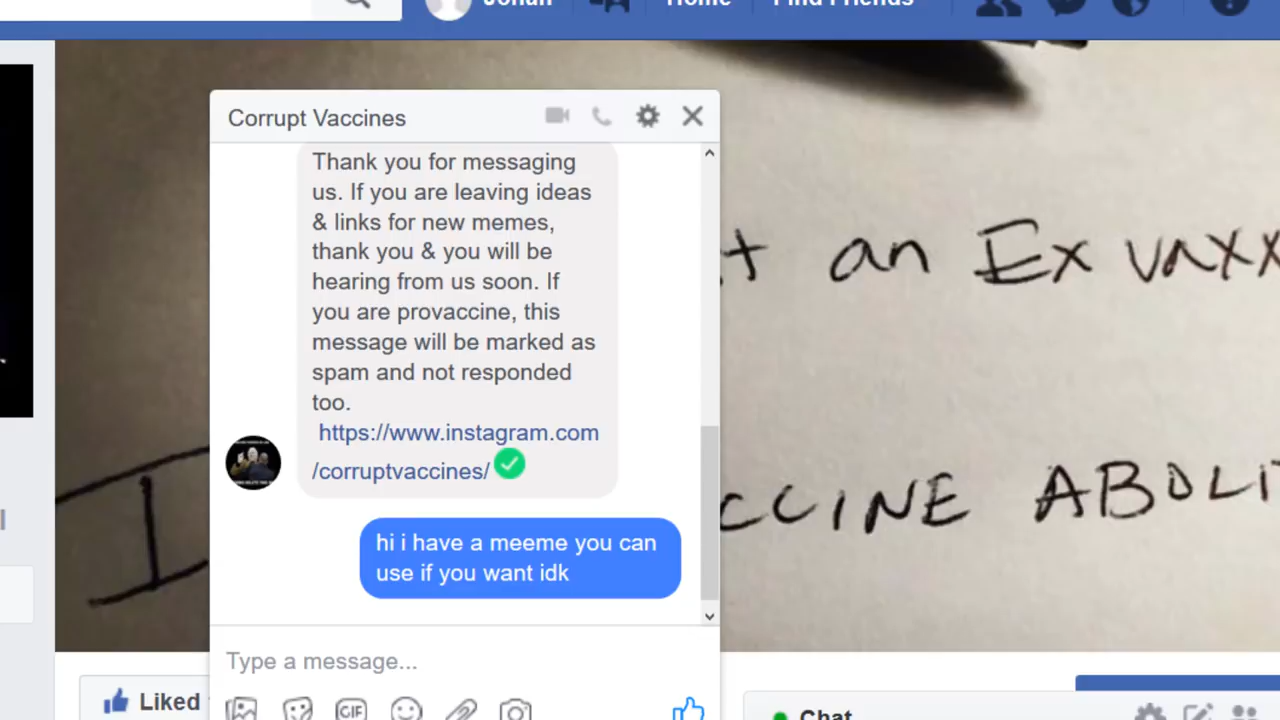 Johan
Home
Find Friends
Corrupt Vaccines
Thank you for messaging
us. If you are leaving ideas
& links for new memes,
thank you & you will be
hearing from us soon. If
you are provaccine, this
message will be marked as
spam and not responded
too.
https://www.instagram.com
/corruptvaccines/
hi i have a meeme you can
use if you want idk
Type a message...
GIF
an Ex
I
ABOLI
Liked
Chat